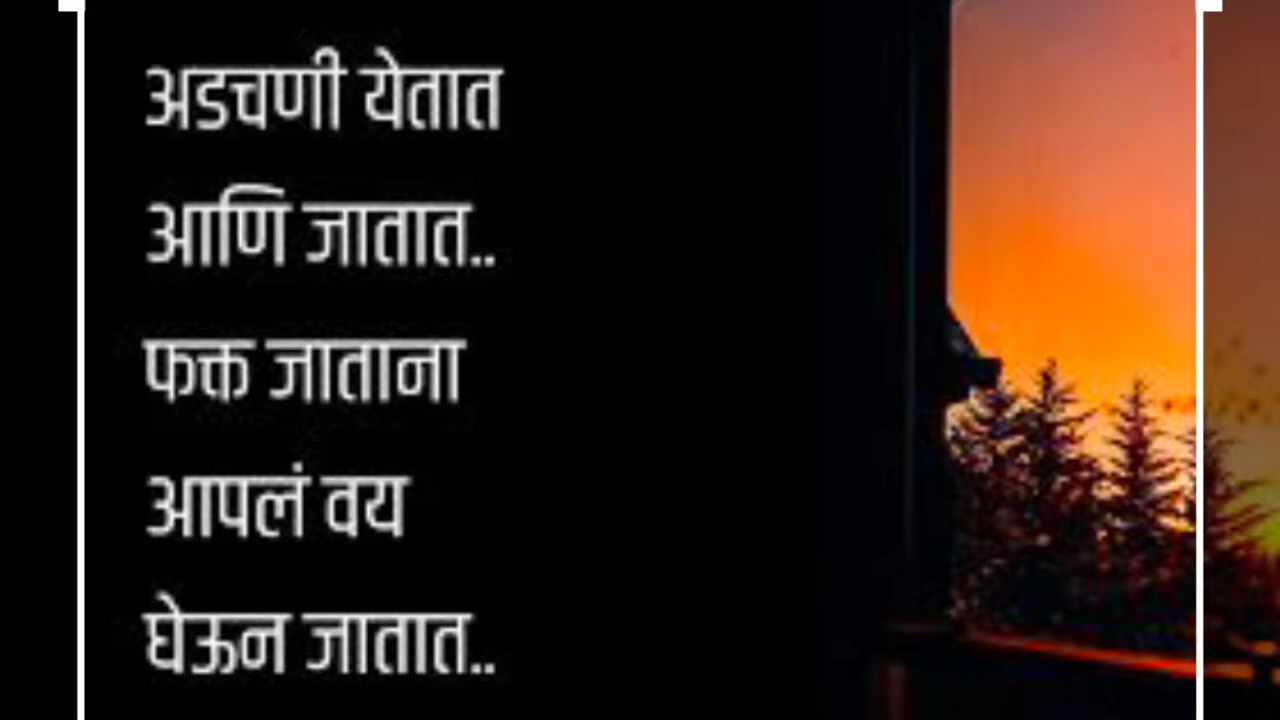 अडचणी येतात
आणि जातात..
फक्त जाताना
आपलं वय
घेऊन जातात..